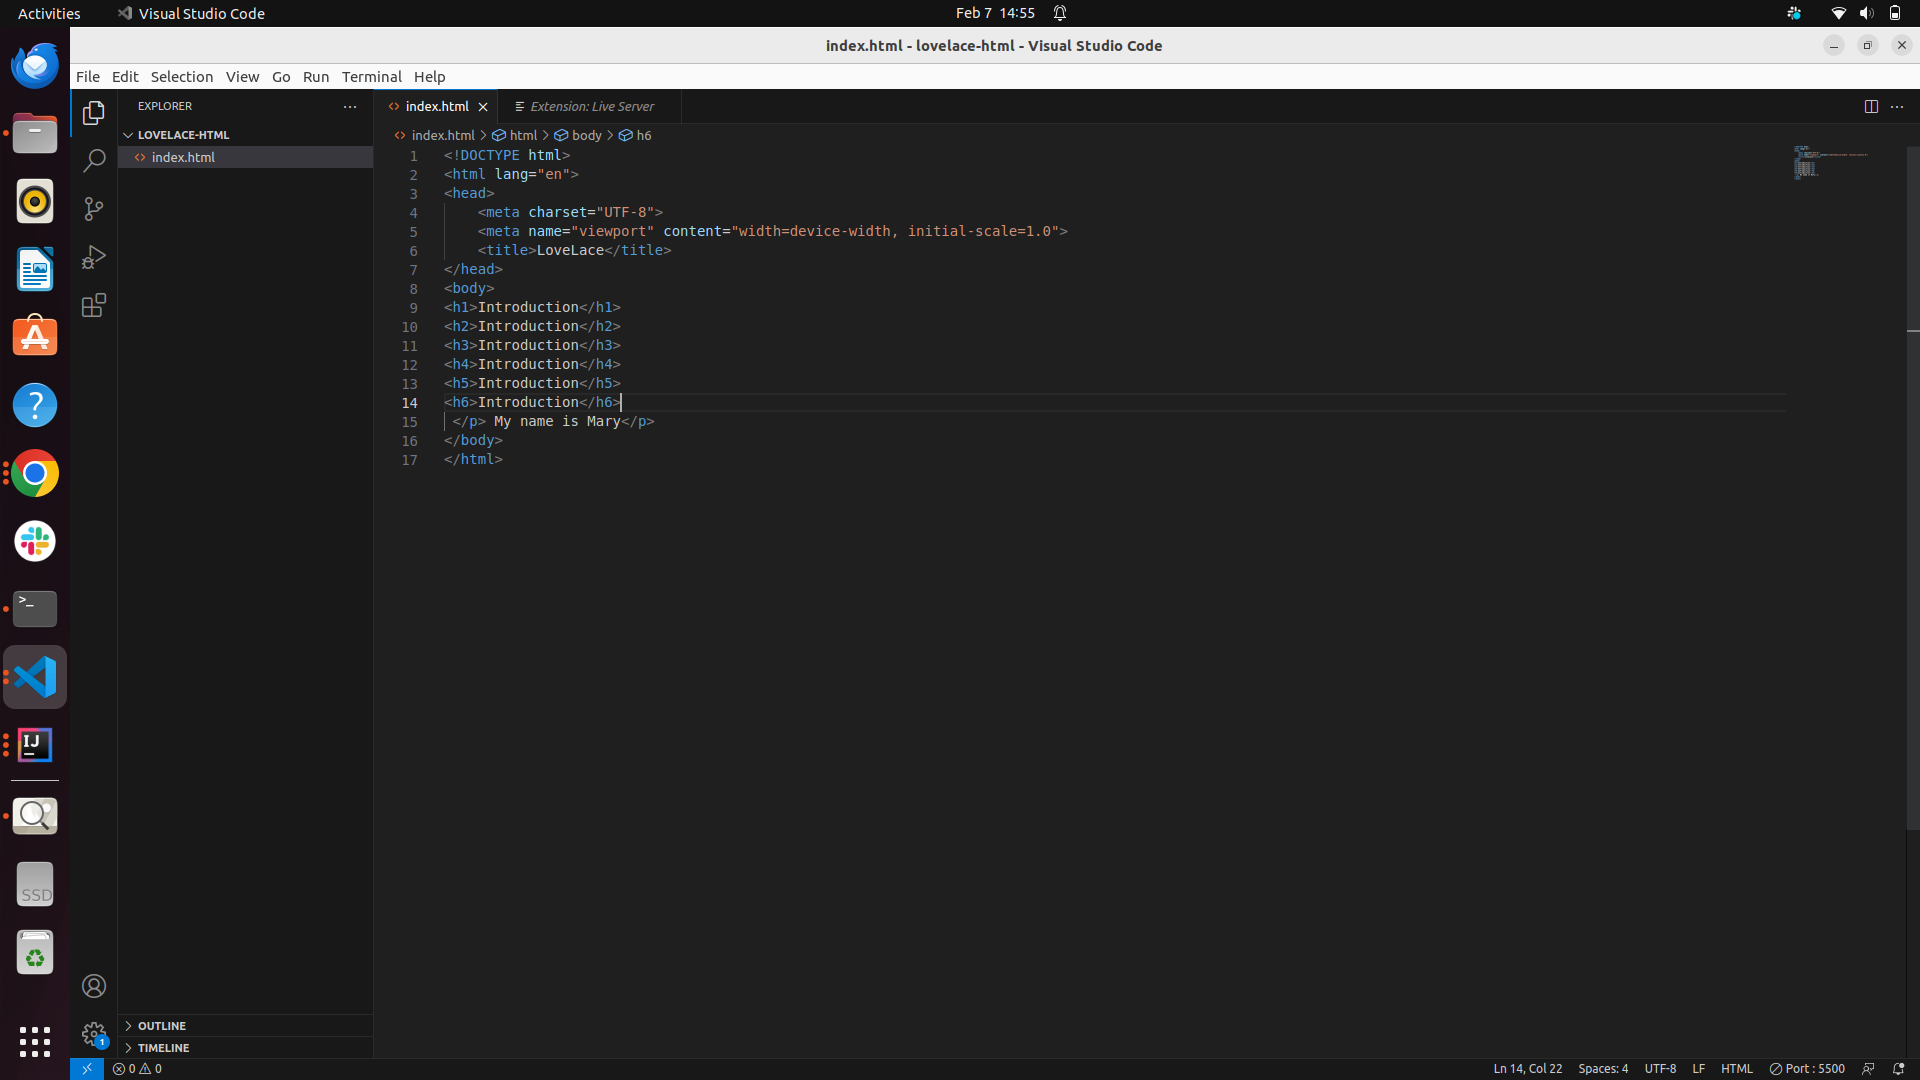 Activities Visual Studio Code Feb 7 14:55
index.html - lovelace-html - Visual Studio Code
File Edit Selection View Go Run Terminal Help
EXPLORER
LOVELACE-HTML
index.html
index.html Extension: Live Server
index.html > html > body > h6
1 <!DOCTYPE html>
2 <html lang="en">
3 <head>
4 <meta charset="UTF-8">
5 <meta name="viewport" content="width=device-width, initial-scale=1.0">
6 <title>LoveLace</title>
7 </head>
8 <body>
9 <h1>Introduction</h1>
10 <h2>Introduction</h2>
11 <h3>Introduction</h3>
12 <h4>Introduction</h4>
13 <h5>Introduction</h5>
14 <h6>Introduction</h6>
15 </p> My name is Mary</p>
16 </body>
17 </html>
>_
IJ
SSD
OUTLINE
1
TIMELINE
0 0 Ln 14, Col 22 Spaces: 4 UTF-8 LF HTML Port : 5500